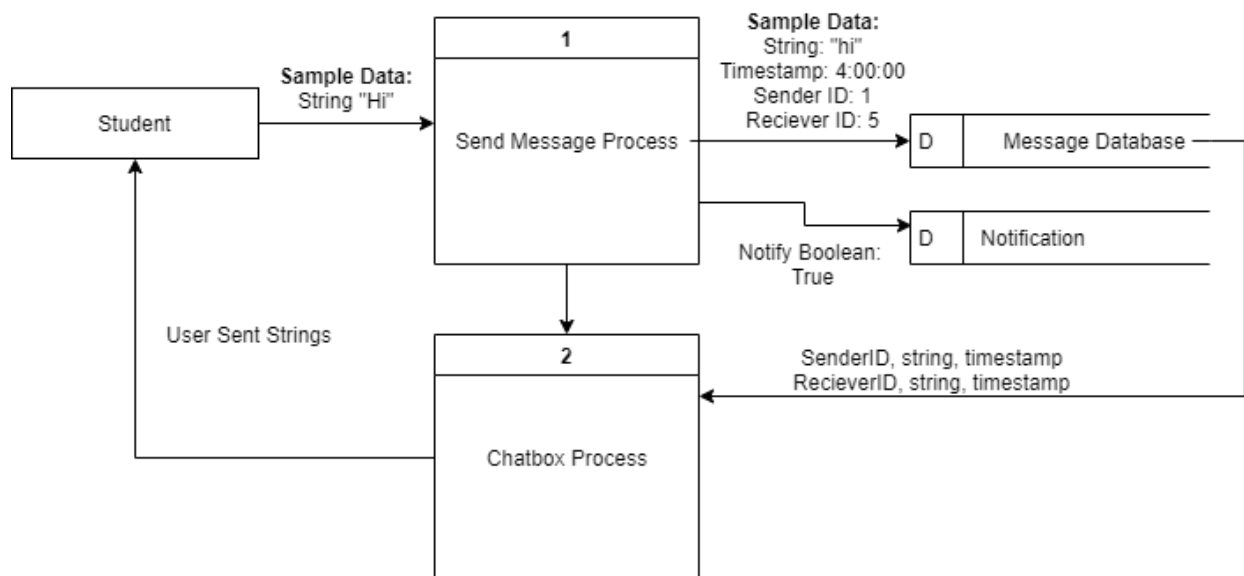 1
Sample Data:
String: "hi"
Timestamp: 4:00:00
Sender ID: 1
Reciever ID: 5
Sample Data:
String "Hi"
Student
Send Message Process
D
Message Database
D
Notification
Notify Boolean:
True
User Sent Strings
2
SenderID, string, timestamp
RecieverID, string, timestamp
Chatbox Process